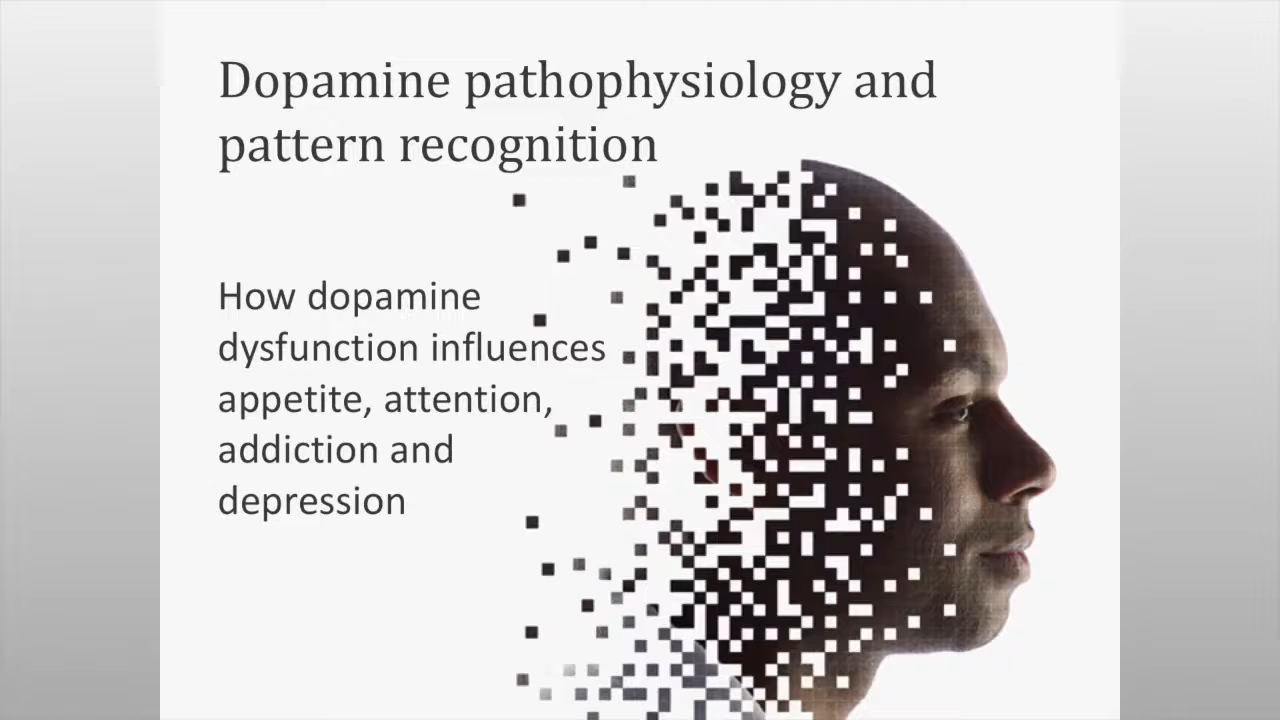 Dopamine pathophysiology and
pattern recognition
How dopamine
dysfunction influences
appetite, attention,
addiction and
depression